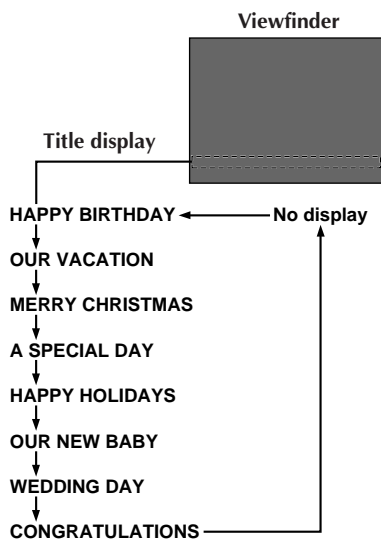 Viewfinder
Title display
HAPPY BIRTHDAY
No display
OUR VACATION
MERRY CHRISTMAS
A SPECIAL DAY
HAPPY HOLIDAYS
OUR NEW BABY
WEDDING DAY
CONGRATULATIONS